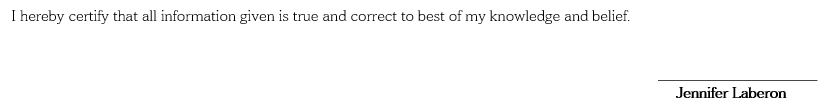 I hereby certify that all information given is true and correct to best of my knowledge and belief.
Jennifer Laberon